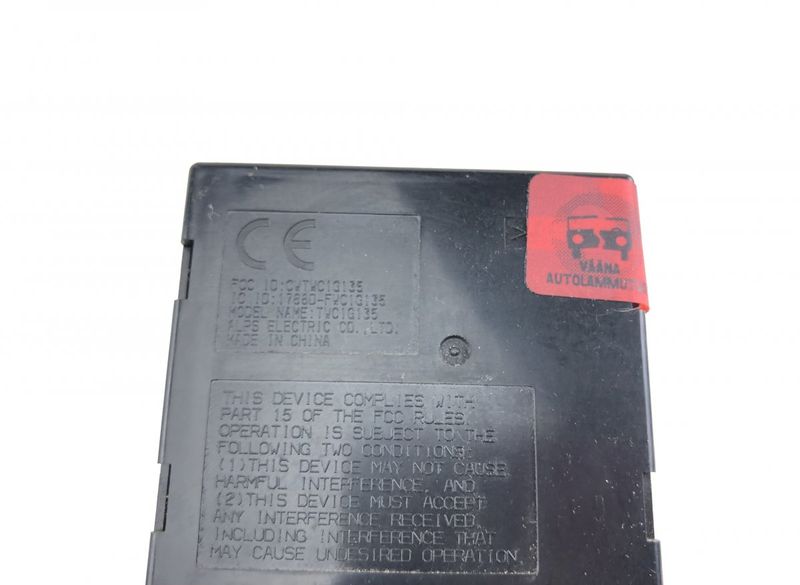 CE
FCC ID:CWTWC1G135
IC ID:1788D-FWC1G135
MODEL NAME:TWC1G135
ALPS ELECTRIC CO.,LTD.
MADE IN CHINA
VÄÄNA
AUTOLAMMUTU
THIS DEVICE COMPLIES WITH
PART 15 OF THE FCC RULES.
OPERATION IS SUBJECT TO THE
FOLLOWING TWO CONDITIONS:
(1)THIS DEVICE MAY NOT CAUSE
HARMFUL INTERFERENCE, AND
(2)THIS DEVICE MUST ACCEPT
ANY INTERFERENCE RECEIVED,
INCLUDING INTERFERENCE THAT
MAY CAUSE UNDESIRED OPERATION.